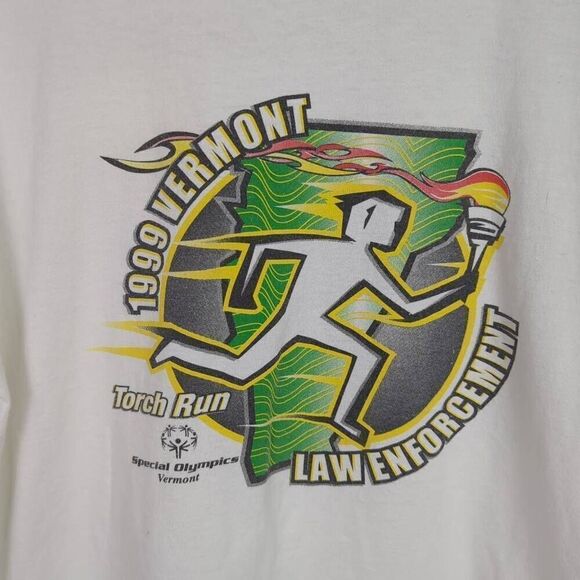 1999 VERMONT
LAW ENFORCEMENT
Torch Run
Special Olympics
Vermont